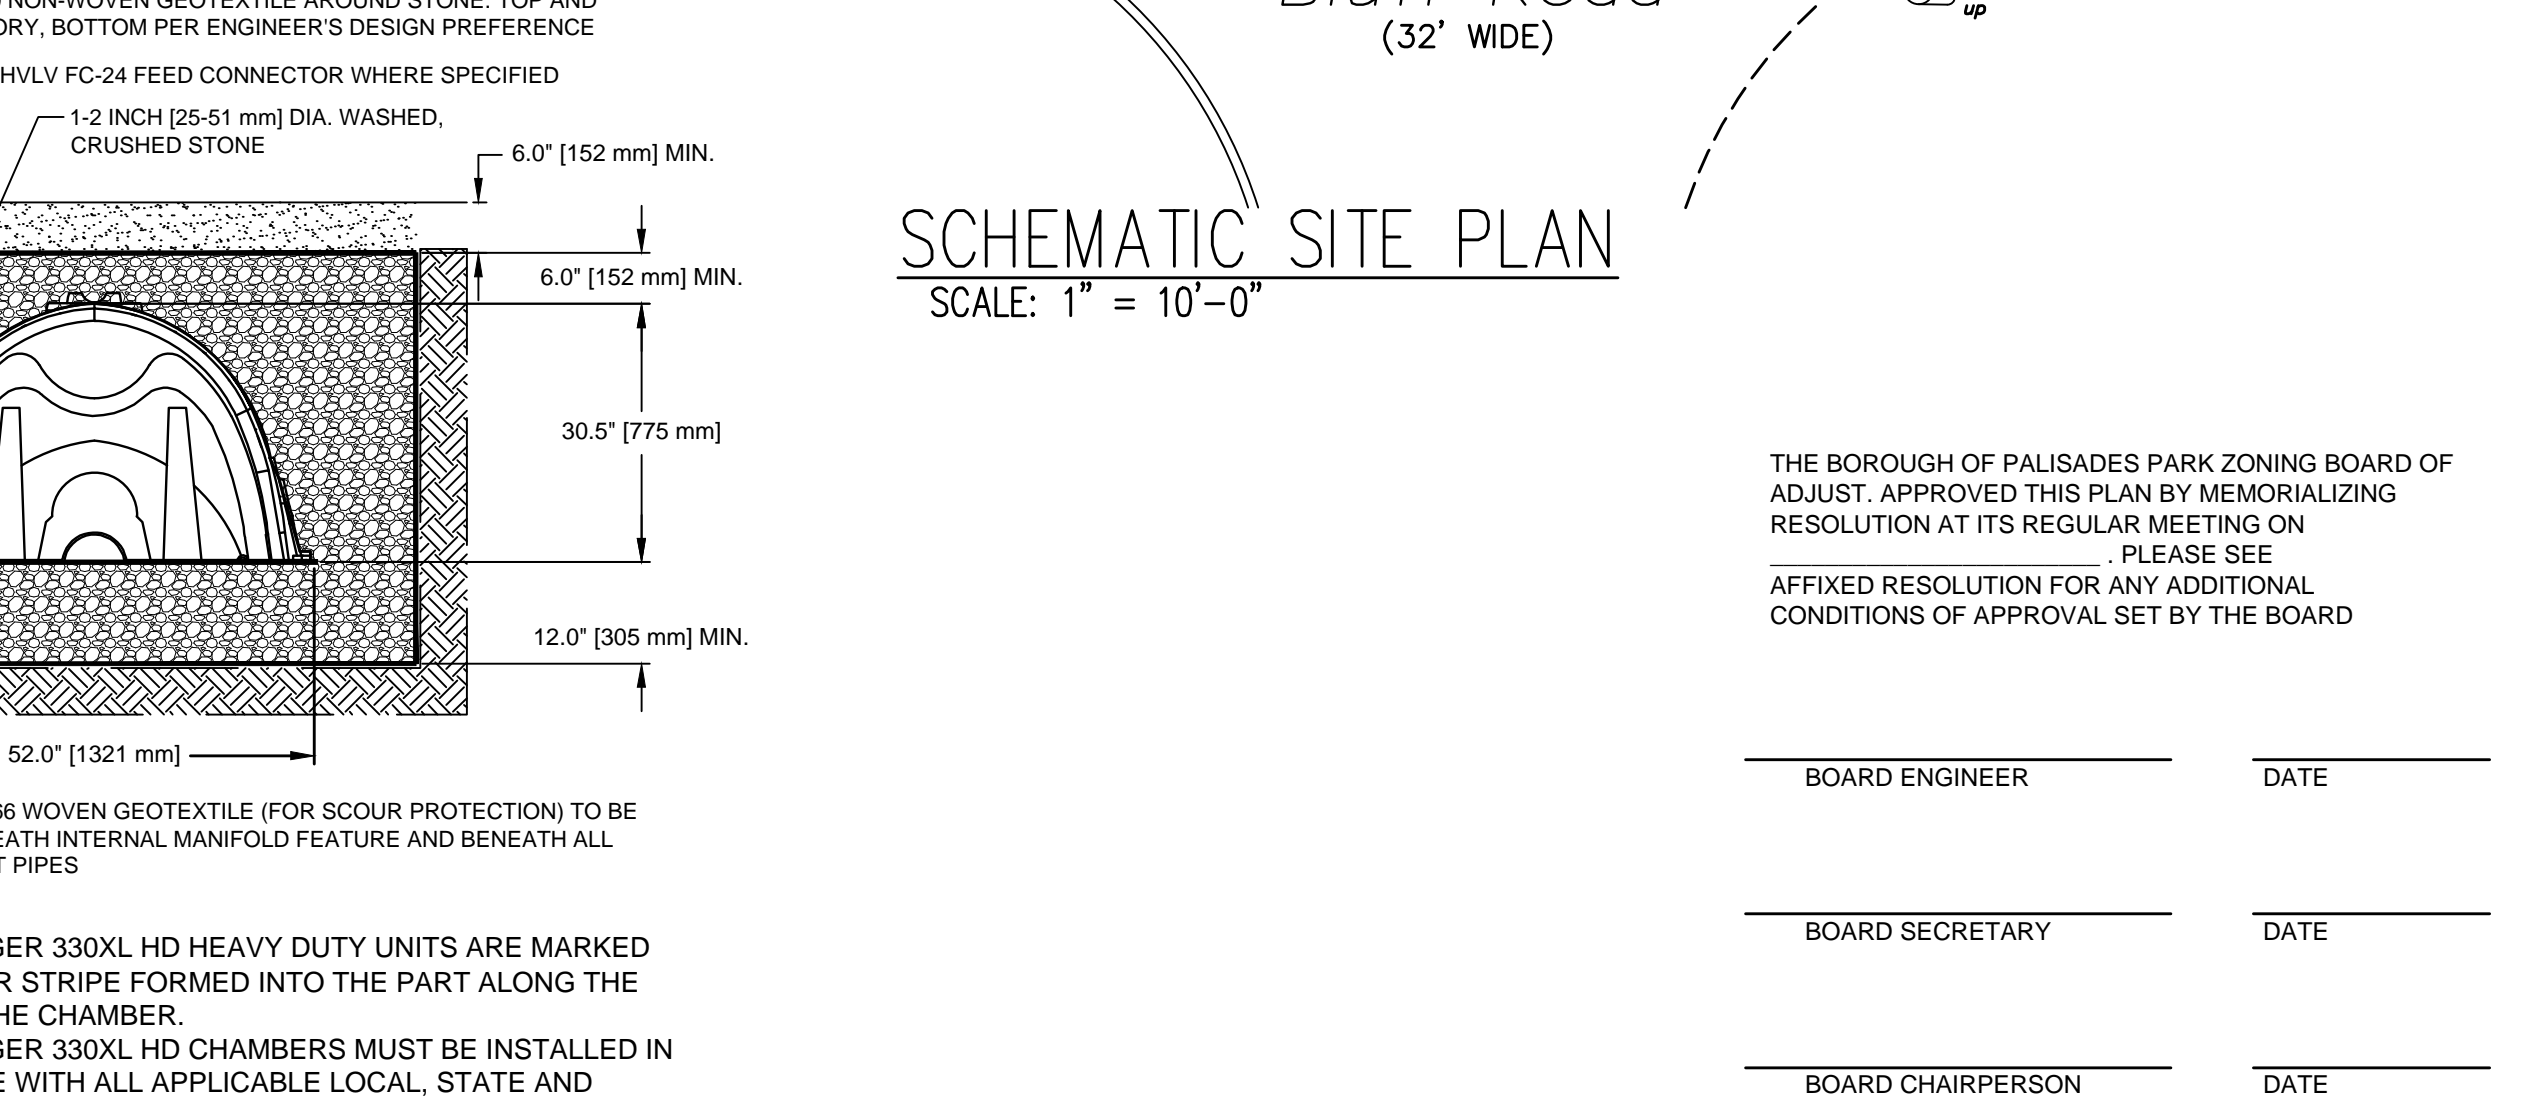 NON-WOVEN GEOTEXTILE AROUND STONE. TOP AND
BOTTOM PER ENGINEER'S DESIGN PREFERENCE
HVLV FC-24 FEED CONNECTOR WHERE SPECIFIED
1-2 INCH [25-51 mm] DIA. WASHED,
CRUSHED STONE
6.0" [152 mm] MIN.
6.0" [152 mm] MIN.
30.5" [775 mm]
12.0" [305 mm] MIN.
52.0" [1321 mm]
WOVEN GEOTEXTILE (FOR SCOUR PROTECTION) TO BE
INTERNAL MANIFOLD FEATURE AND BENEATH ALL
PIPES
330XL HD HEAVY DUTY UNITS ARE MARKED
STRIPE FORMED INTO THE PART ALONG THE
CHAMBER.
330XL HD CHAMBERS MUST BE INSTALLED IN
WITH ALL APPLICABLE LOCAL, STATE AND
Road
(32' WIDE)
up
SCHEMATIC SITE PLAN
SCALE: 1" = 10'-0"
THE BOROUGH OF PALISADES PARK ZONING BOARD OF
ADJUST. APPROVED THIS PLAN BY MEMORIALIZING
RESOLUTION AT ITS REGULAR MEETING ON
________________________ . PLEASE SEE
AFFIXED RESOLUTION FOR ANY ADDITIONAL
CONDITIONS OF APPROVAL SET BY THE BOARD
BOARD ENGINEER DATE
BOARD SECRETARY DATE
BOARD CHAIRPERSON DATE